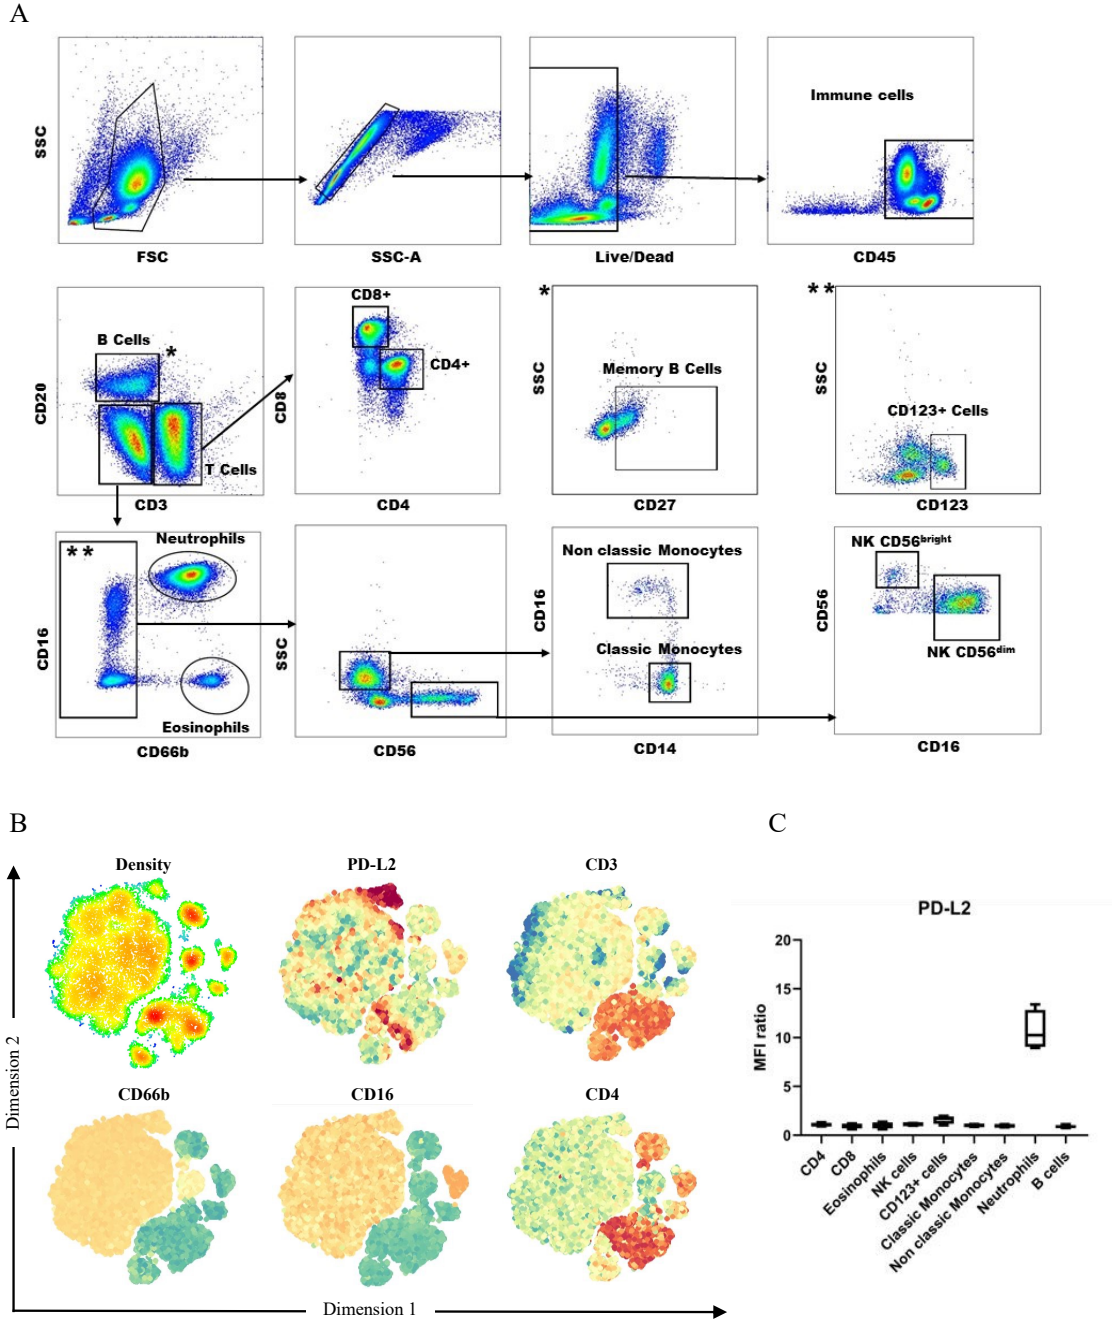 A
SSC
Immune cells
FSC
SSC-A
Live/Dead
CD45
CD20
B Cells
*
T Cells
CD3
CD8
CD8+
CD4+
CD4
*
SSC
Memory B Cells
CD27
**
SSC
CD123+ Cells
CD123
CD16
**
Neutrophils
Eosinophils
CD66b
SSC
CD56
CD16
Non classic Monocytes
Classic Monocytes
CD14
CD56
NK CD56bright
NK CD56dim
CD16
B
Density
PD-L2
CD3
CD66b
CD16
CD4
Dimension 2
Dimension 1
C
PD-L2
MFI ratio
20
15
10
5
0
CD4
CD8
Eosinophils
NK cells
CD123+ cells
Classic Monocytes
Non classic Monocytes
Neutrophils
B cells